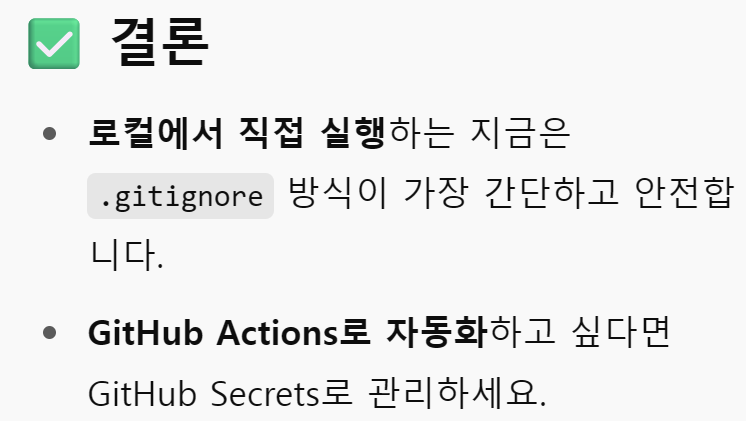 ✅ 결론
• 로컬에서 직접 실행하는 지금은
.gitignore 방식이 가장 간단하고 안전합
니다.
• GitHub Actions로 자동화하고 싶다면
GitHub Secrets로 관리하세요.